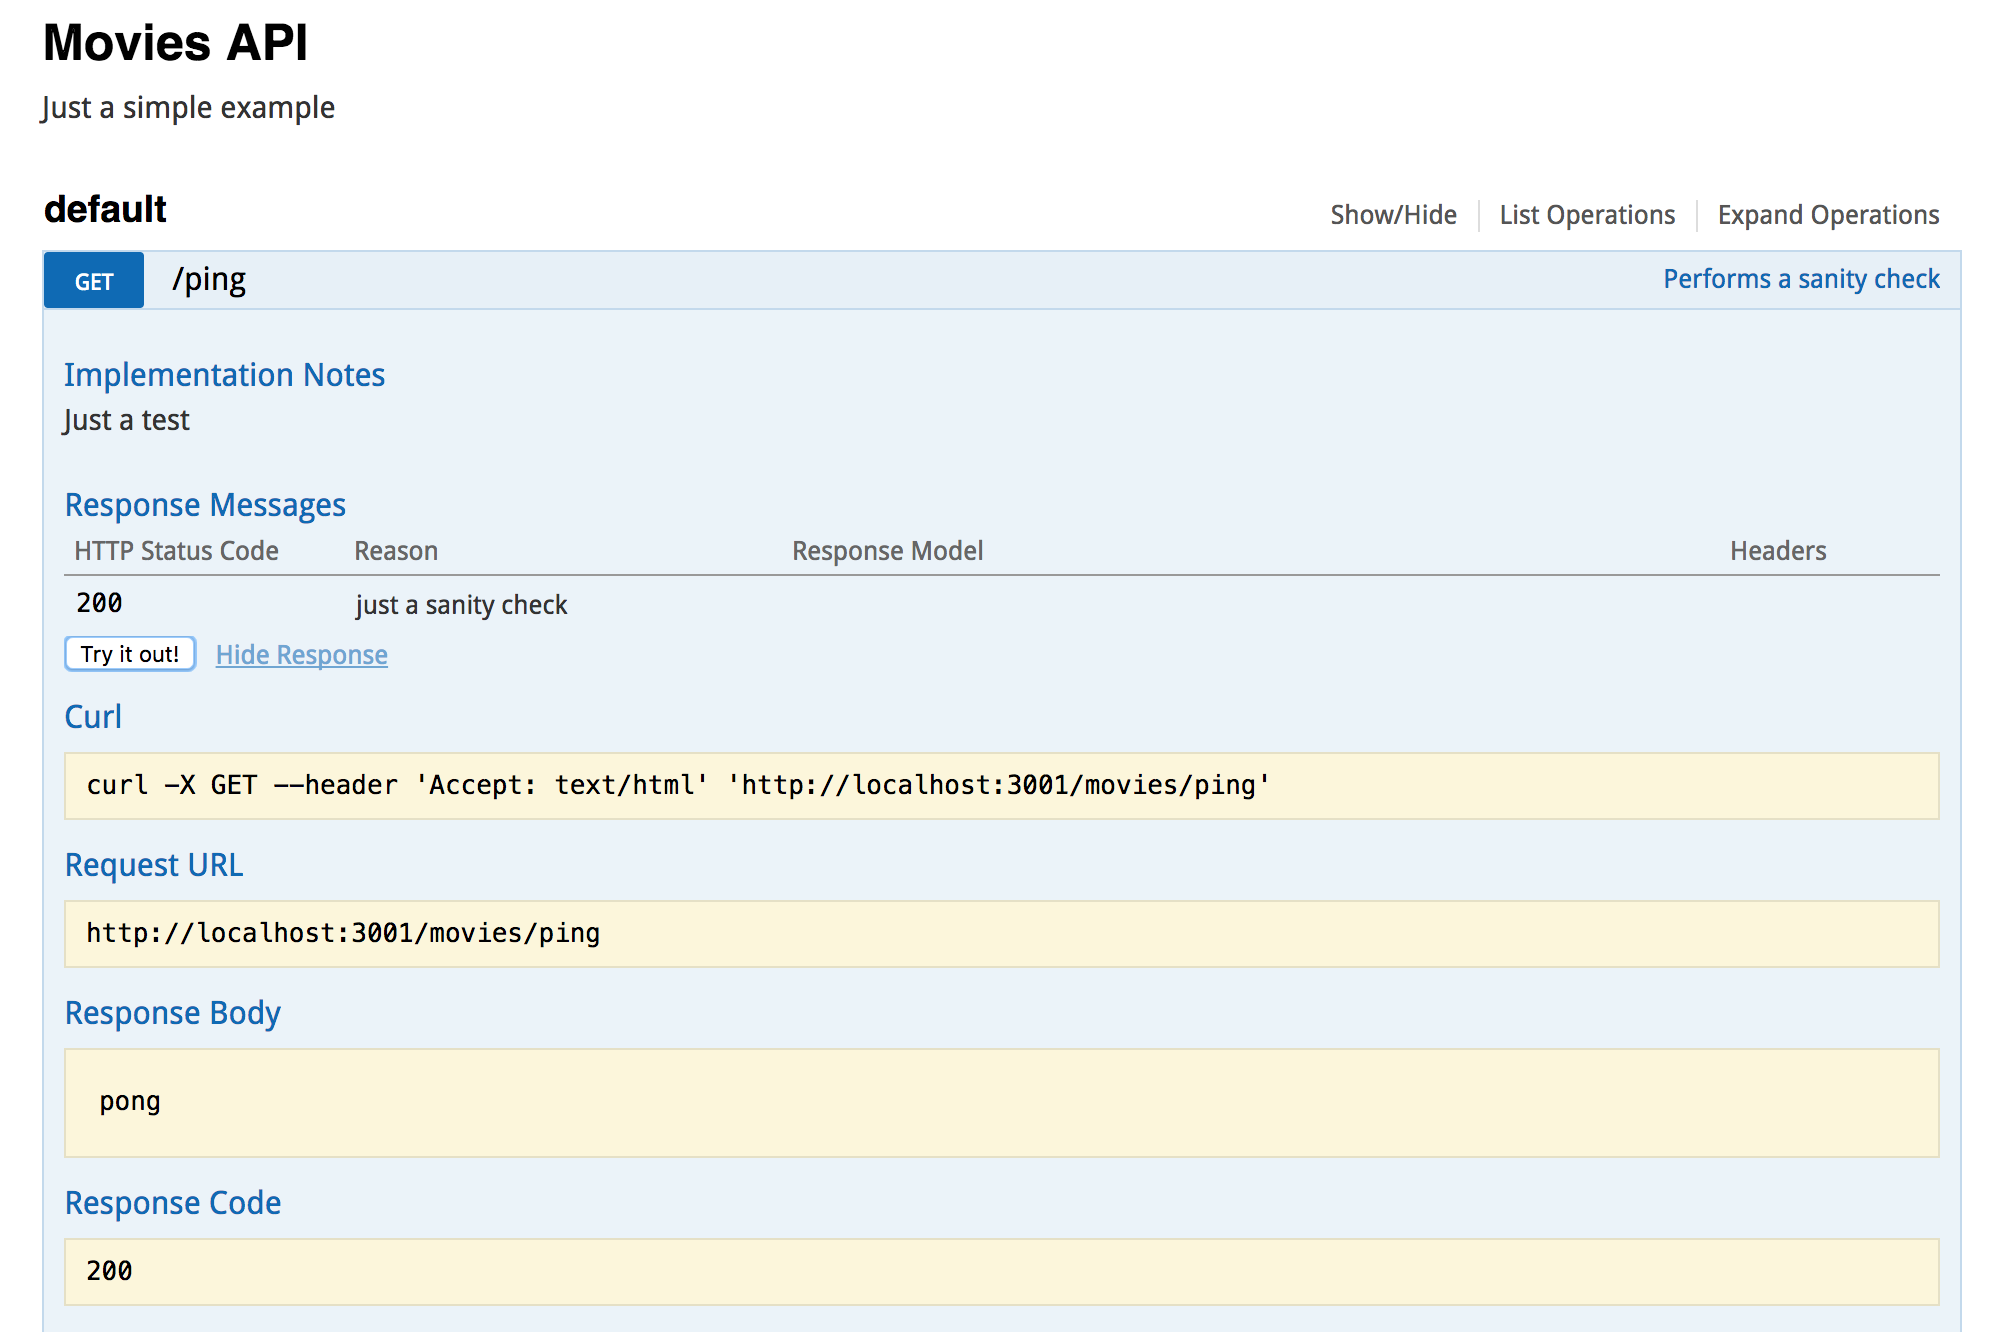 Movies API
Just a simple example
default
Show/Hide List Operations Expand Operations
GET /ping Performs a sanity check
Implementation Notes
Just a test
Response Messages
HTTP Status Code Reason Response Model Headers
200 just a sanity check
Try it out! Hide Response
Curl
curl -X GET --header 'Accept: text/html' 'http://localhost:3001/movies/ping'
Request URL
http://localhost:3001/movies/ping
Response Body
pong
Response Code
200